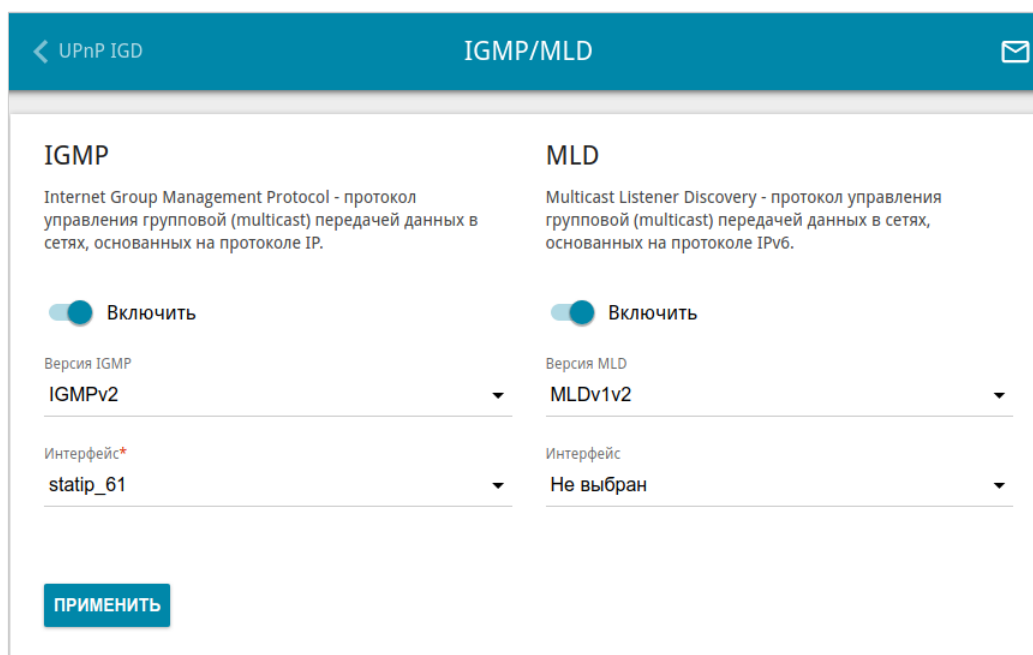 UPnP IGD
IGMP/MLD
IGMP
Internet Group Management Protocol - протокол
управления групповой (multicast) передачей данных в
сетях, основанных на протоколе IP.
Включить
Версия IGMP
IGMPv2
Интерфейс*
statip_61
MLD
Multicast Listener Discovery - протокол управления
групповой (multicast) передачей данных в сетях,
основанных на протоколе IPv6.
Включить
Версия MLD
MLDv1v2
Интерфейс
Не выбран
ПРИМЕНИТЬ